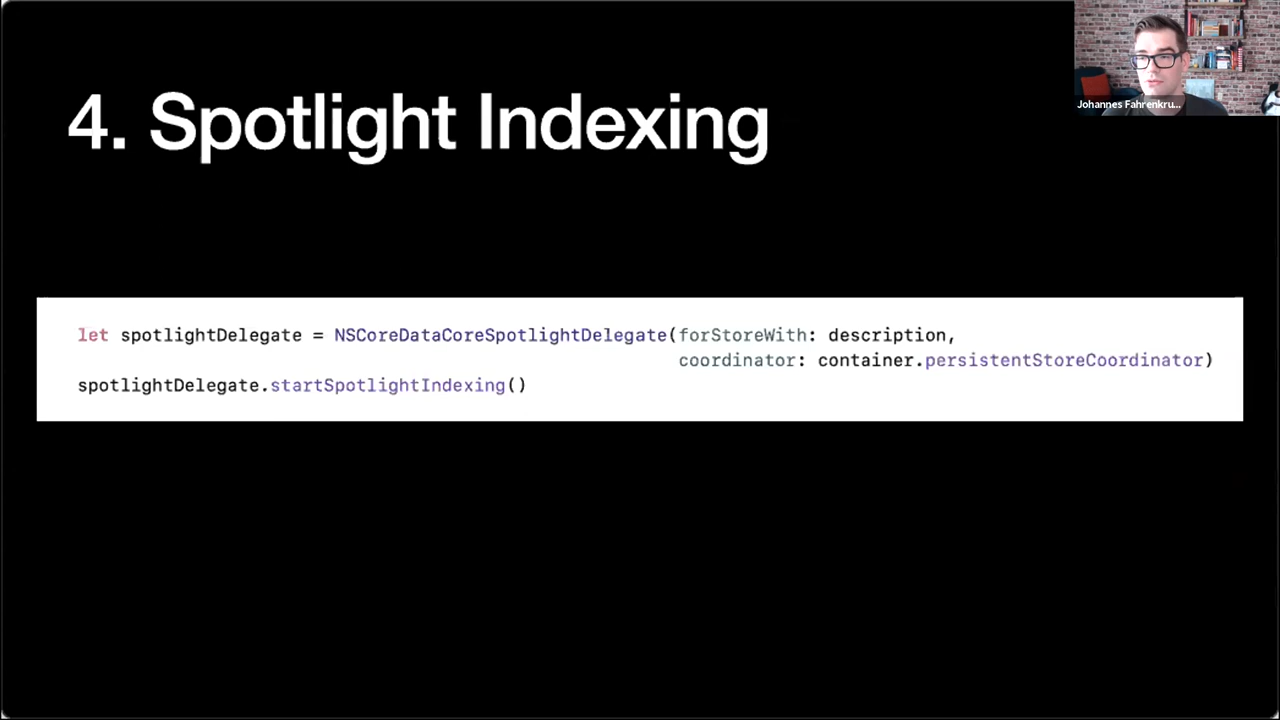 4. Spotlight Indexing
Johannes Fahrenkru...
let spotlightDelegate = NSCoreDataCoreSpotlightDelegate(forStoreWith: description,
coordinator: container.persistentStoreCoordinator)
spotlightDelegate.startSpotlightIndexing()